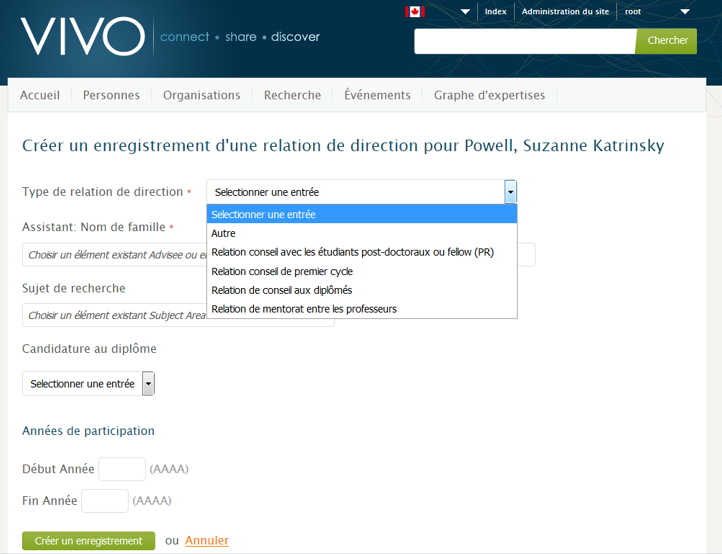 Index Administration du site root
VIVO connect • share • discover
Chercher
Accueil Personnes Organisations Recherche Événements Graphe d'expertises
Créer un enregistrement d'une relation de direction pour Powell, Suzanne Katrinsky
Type de relation de direction * Selectionner une entrée
Selectionner une entrée
Autre
Relation conseil avec les étudiants post-doctoraux ou fellow (PR)
Relation conseil de premier cycle
Relation de conseil aux diplômés
Relation de mentorat entre les professeurs
Assistant: Nom de famille *
Choisir un élément existant Advisee ou
Sujet de recherche
Choisir un élément existant Subject Area
Candidature au diplôme
Selectionner une entrée
Années de participation
Début Année (AAAA)
Fin Année (AAAA)
Créer un enregistrement ou Annuler